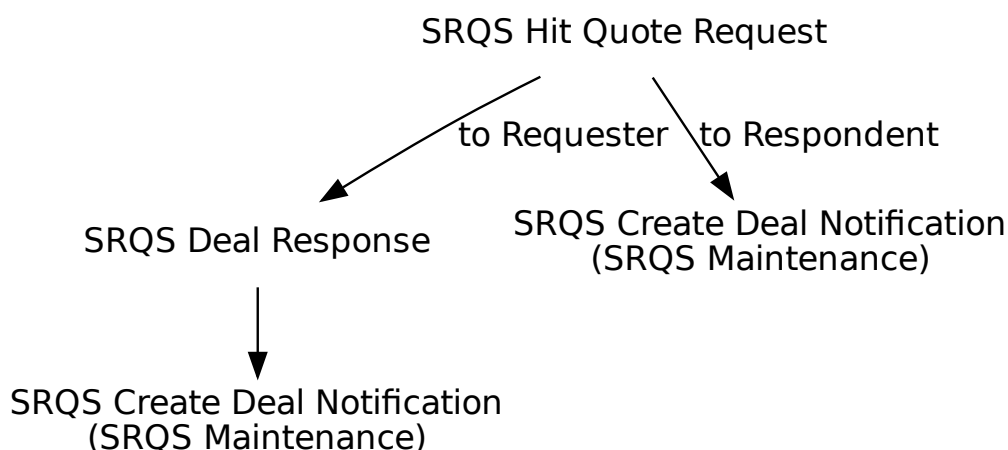 SRQS Hit Quote Request
to Requester
to Respondent
SRQS Create Deal Notification
(SRQS Maintenance)
SRQS Deal Response
SRQS Create Deal Notification
(SRQS Maintenance)